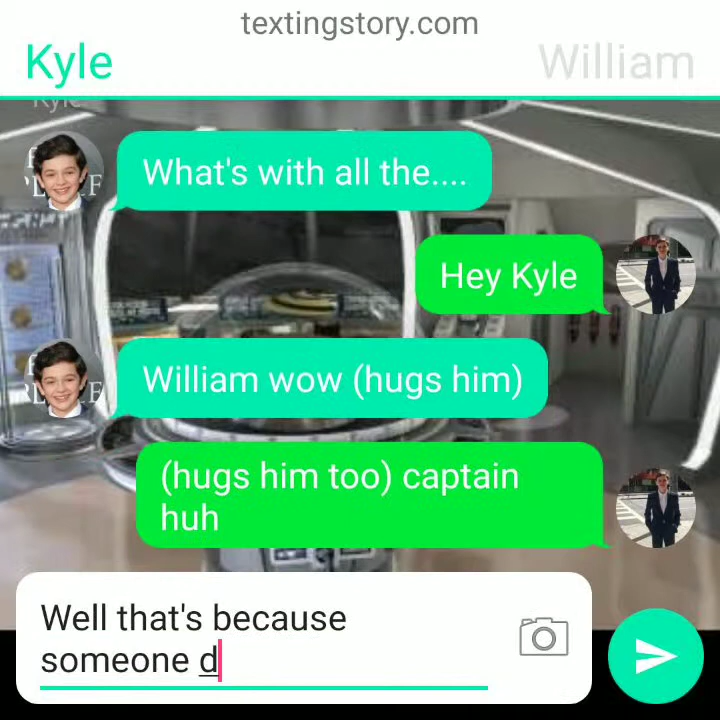 textingstory.com
Kyle
William
Kyle
What's with all the....
Hey Kyle
William wow (hugs him)
(hugs him too) captain
huh
Well that's because
someone d